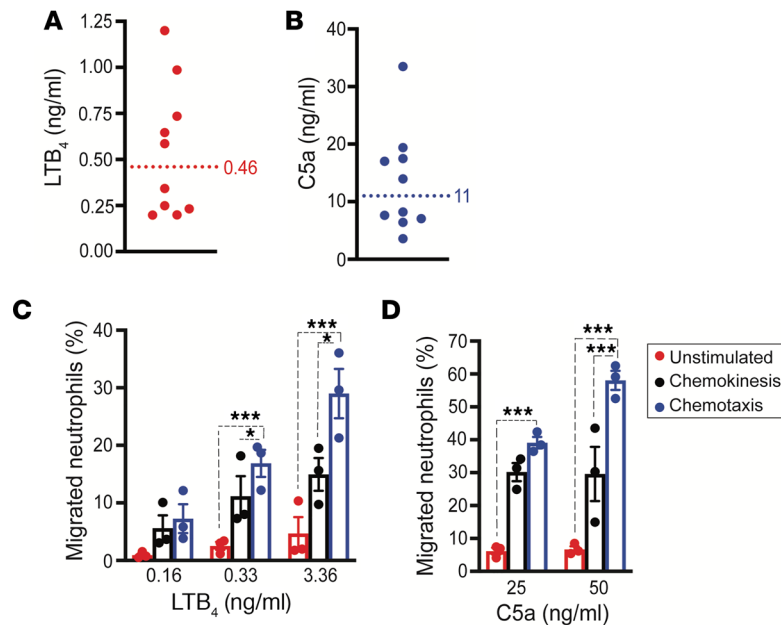 A
LTB4 (ng/ml)
1.25
1.00
0.75
0.50
0.25
0.00
0.46
B
C5a (ng/ml)
40
30
20
10
0
11
C
Migrated neutrophils (%)
40
30
20
10
0
***
*
***
*
0.16 0.33 3.36
LTB4 (ng/ml)
D
Migrated neutrophils (%)
70
60
50
40
30
20
10
0
***
***
***
25 50
C5a (ng/ml)
Unstimulated
Chemokinesis
Chemotaxis